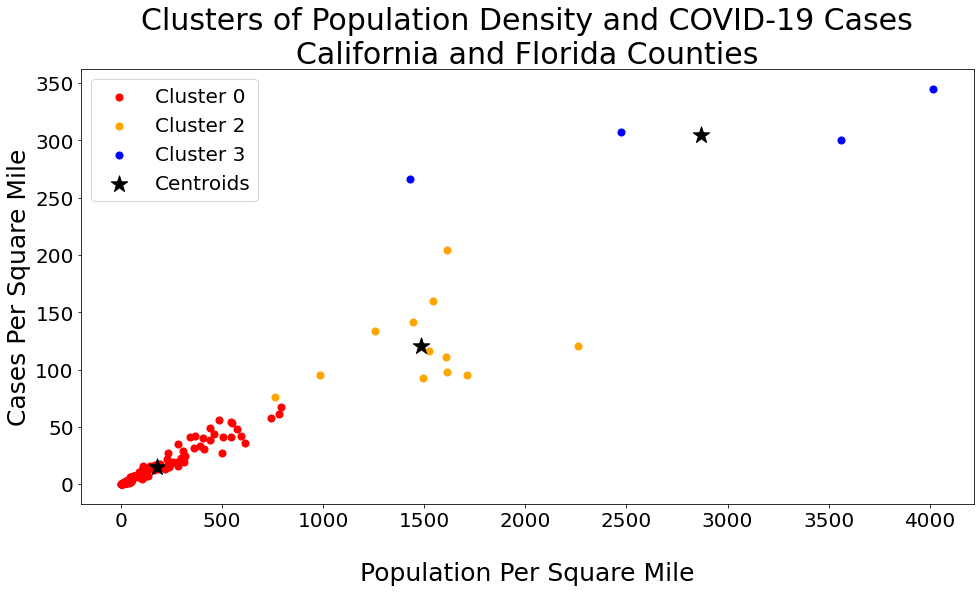 Clusters of Population Density and COVID-19 Cases
California and Florida Counties
Cluster 0
Cluster 2
Cluster 3
Centroids
Cases Per Square Mile
350
300
250
200
150
100
50
0
0 500 1000 1500 2000 2500 3000 3500 4000
Population Per Square Mile